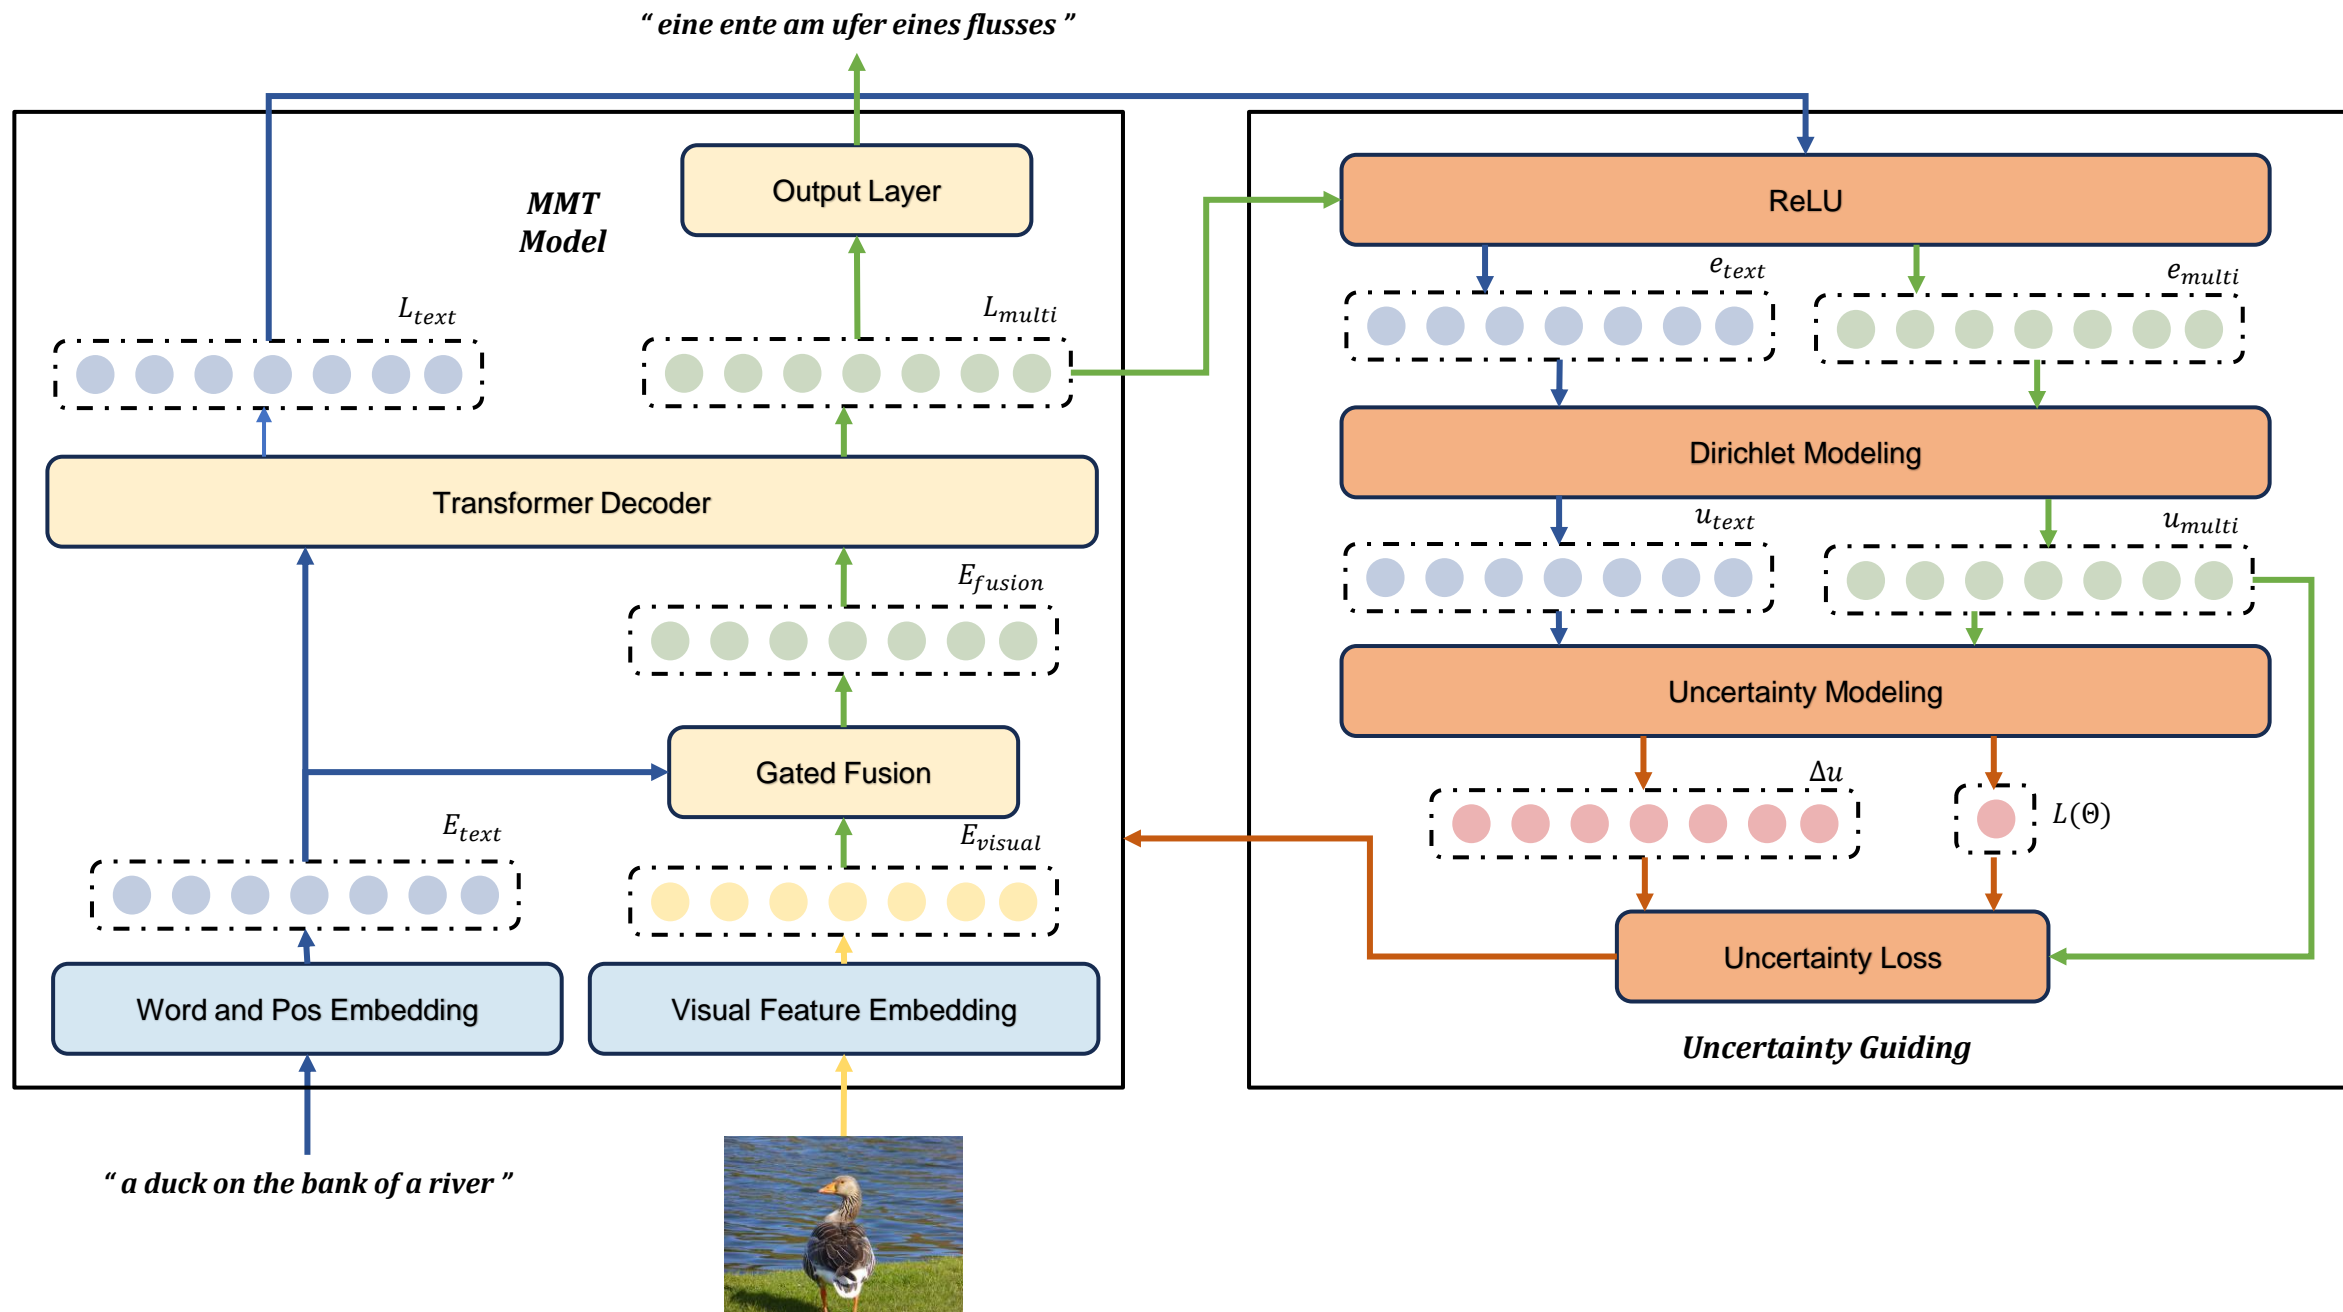 “ eine ente am ufer eines flusses ”
Output Layer
MMT
Model
L_text
L_multi
Transformer Decoder
E_fusion
Gated Fusion
E_text
E_visual
Word and Pos Embedding
Visual Feature Embedding
“ a duck on the bank of a river ”
ReLU
e_text
e_multi
Dirichlet Modeling
u_text
u_multi
Uncertainty Modeling
Δu
L(Θ)
Uncertainty Loss
Uncertainty Guiding